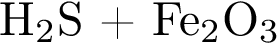 H₂S + Fe₂O₃